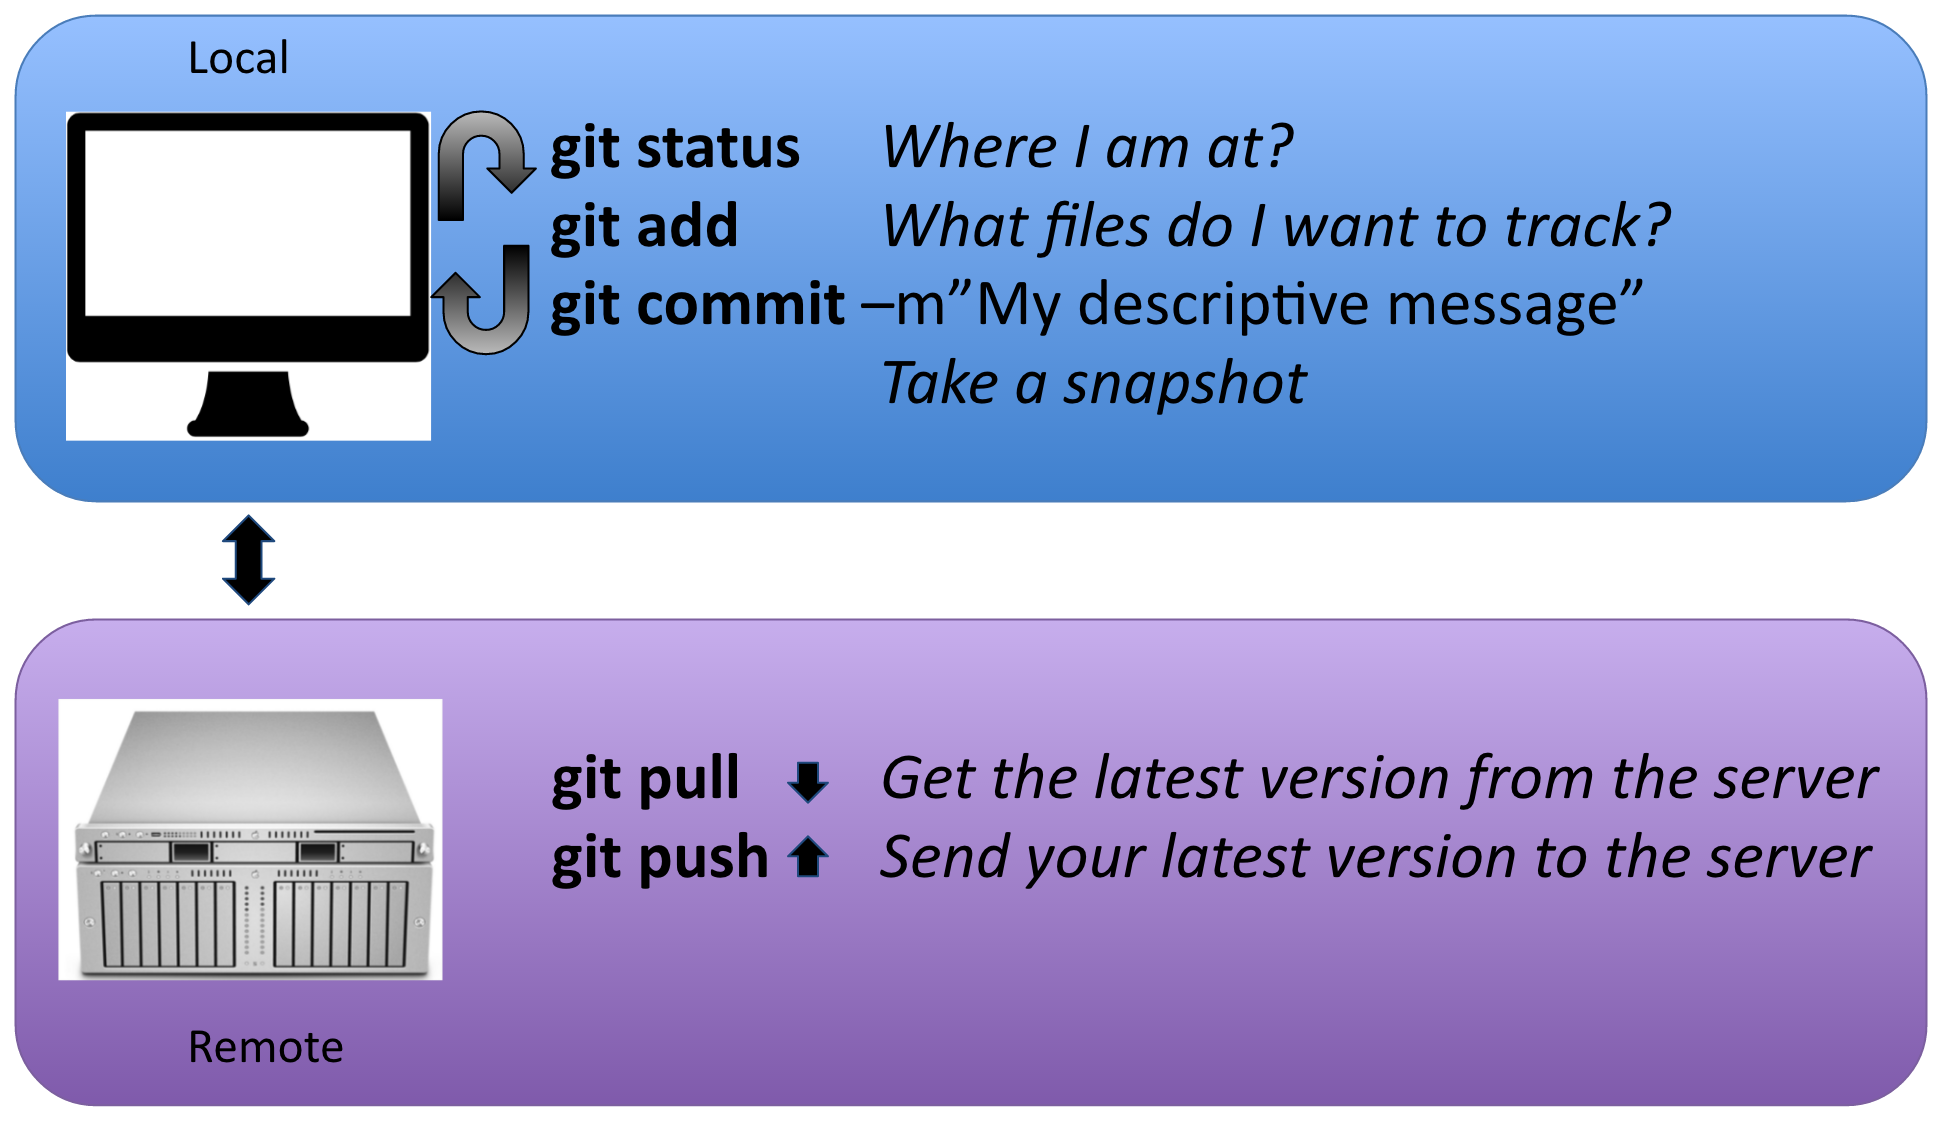 Local
git status Where I am at?
git add What files do I want to track?
git commit –m”My descriptive message”
Take a snapshot
git pull Get the latest version from the server
git push Send your latest version to the server
Remote